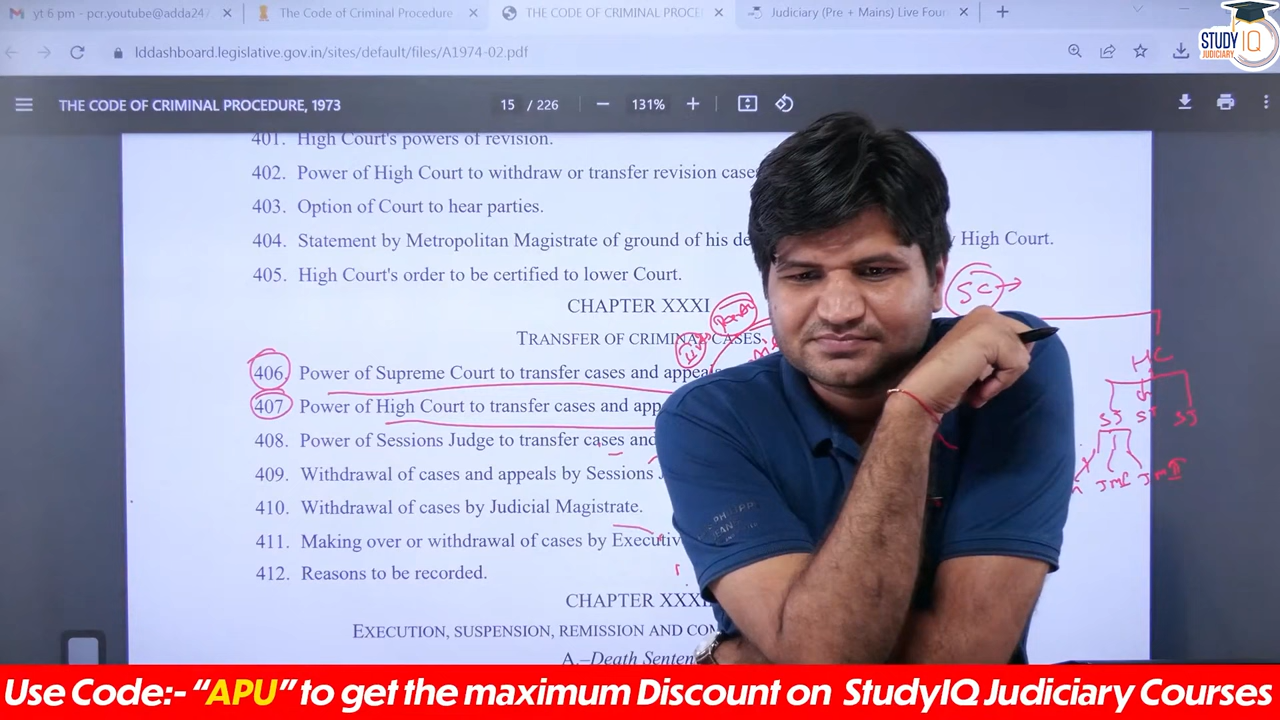 yt 6 pm - pcr.youtube@adda247
The Code of Criminal Procedure
THE CODE OF CRIMINAL PROCE
Judiciary (Pre + Mains) Live Foun
STUDY IQ
JUDICIARY
lddashboard.legislative.gov.in/sites/default/files/A1974-02.pdf
THE CODE OF CRIMINAL PROCEDURE, 1973
15 / 226
131%
401. High Court's powers of revision.
402. Power of High Court to withdraw or transfer revision case
403. Option of Court to hear parties.
404. Statement by Metropolitan Magistrate of ground of his de y High Court.
405. High Court's order to be certified to lower Court.
SC
CHAPTER XXXI
TRANSFER OF CRIMINAL CASES
HC
406. Power of Supreme Court to transfer cases and appeals
407. Power of High Court to transfer cases and app
SJ SJ SJ
408. Power of Sessions Judge to transfer cases and
409. Withdrawal of cases and appeals by Sessions J
JMI JMII
410. Withdrawal of cases by Judicial Magistrate.
411. Making over or withdrawal of cases by Executiv
412. Reasons to be recorded.
CHAPTER XXXI
EXECUTION, SUSPENSION, REMISSION AND COM
A.–Death Senten
Use Code:- “APU” to get the maximum Discount on StudyIQ Judiciary Courses